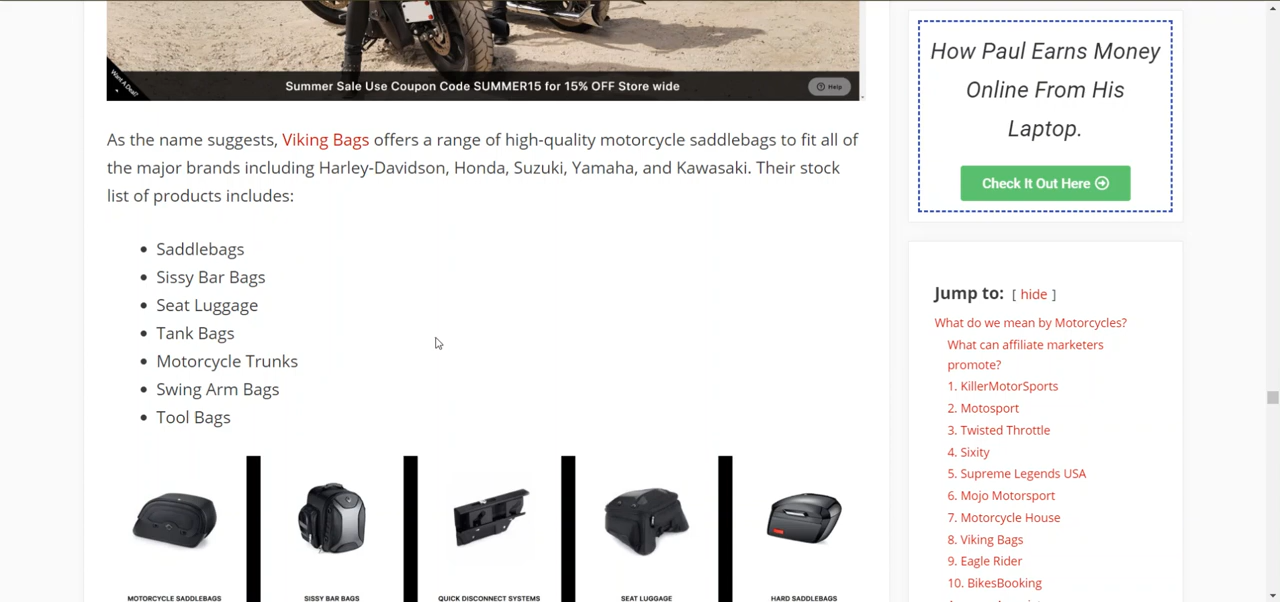 Want A Deal?
Summer Sale Use Coupon Code SUMMER15 for 15% OFF Store wide
Help
As the name suggests, Viking Bags offers a range of high-quality motorcycle saddlebags to fit all of
the major brands including Harley-Davidson, Honda, Suzuki, Yamaha, and Kawasaki. Their stock
list of products includes:
• Saddlebags
• Sissy Bar Bags
• Seat Luggage
• Tank Bags
• Motorcycle Trunks
• Swing Arm Bags
• Tool Bags
MOTORCYCLE SADDLEBAGS
SISSY BAR BAGS
QUICK DISCONNECT SYSTEMS
SEAT LUGGAGE
HARD SADDLEBAGS
How Paul Earns Money
Online From His
Laptop.
Check It Out Here
Jump to: [ hide ]
What do we mean by Motorcycles?
What can affiliate marketers
promote?
1. KillerMotorSports
2. Motosport
3. Twisted Throttle
4. Sixity
5. Supreme Legends USA
6. Mojo Motorsport
7. Motorcycle House
8. Viking Bags
9. Eagle Rider
10. BikesBooking